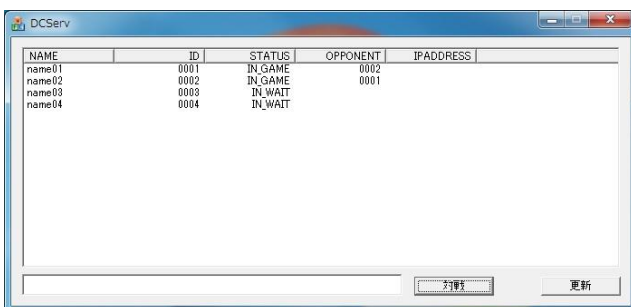 DCServ
NAME ID STATUS OPPONENT IPADDRESS
name01 0001 IN_GAME 0002
name02 0002 IN_GAME 0001
name03 0003 IN_WAIT
name04 0004 IN_WAIT
対戦 更新